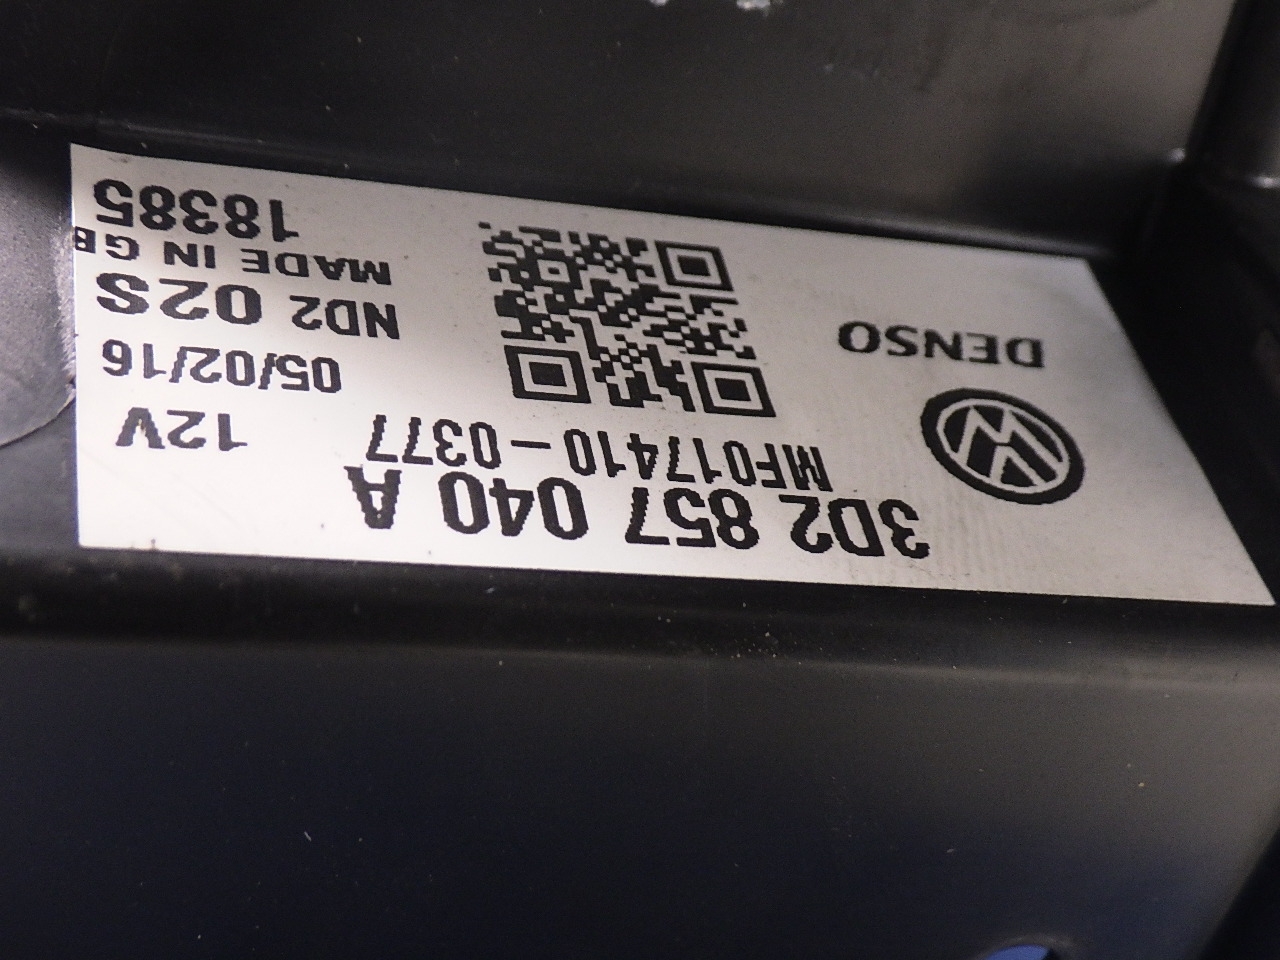 3D2 857 040 A
MF017410-0377 12V
05/02/16
DENSO
ND2 02S
MADE IN GB
18385